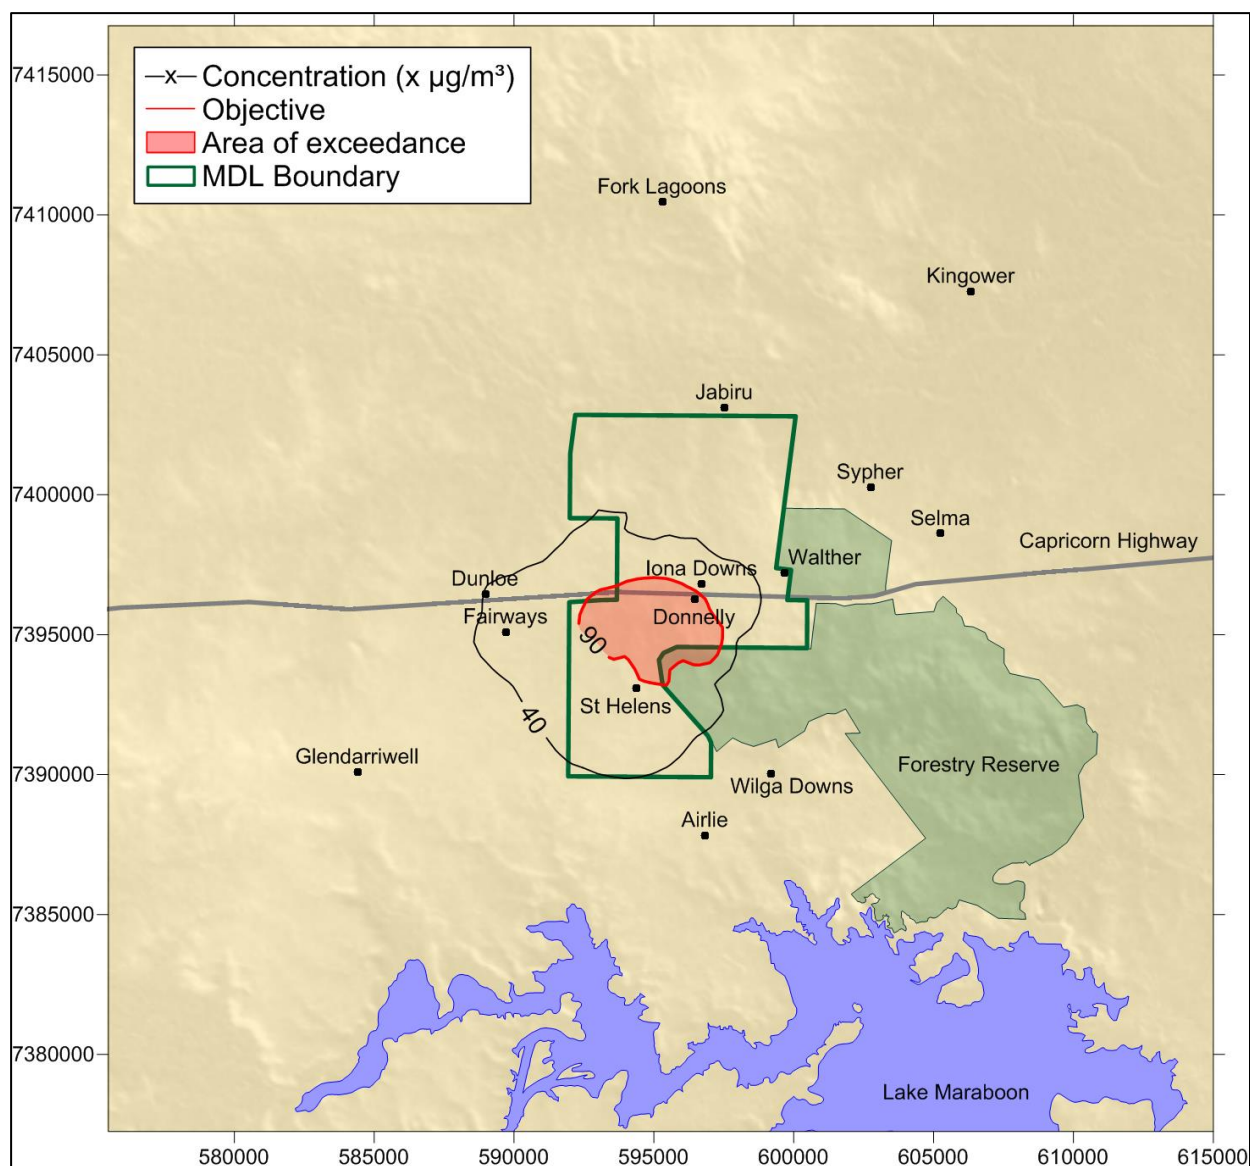 7415000
Concentration (x µg/m³)
x
Objective
Area of exceedance
MDL Boundary
Fork Lagoons
7410000
Kingower
7405000
Jabiru
Sypher
7400000
Selma
Capricorn Highway
Walther
Iona Downs
Dunloe
Donnelly
Fairways
7395000
90
St Helens
40
Glendarriwell
7390000
Forestry Reserve
Wilga Downs
Airlie
7385000
7380000
Lake Maraboon
580000 585000 590000 595000 600000 605000 610000 615000